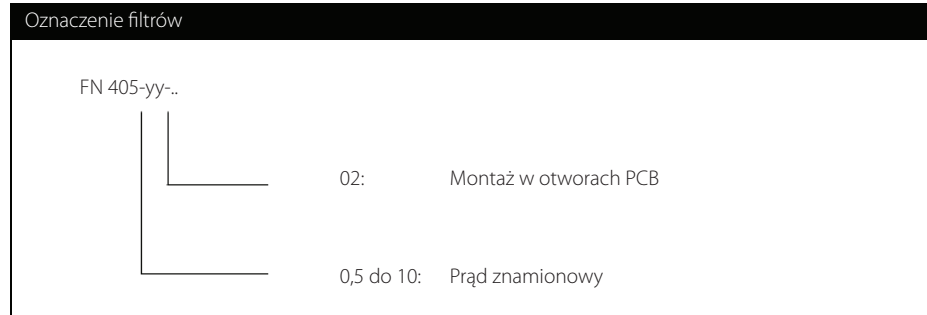 Oznaczenie filtrów
FN 405-yy-..
02: Montaż w otworach PCB
0,5 do 10: Prąd znamionowy